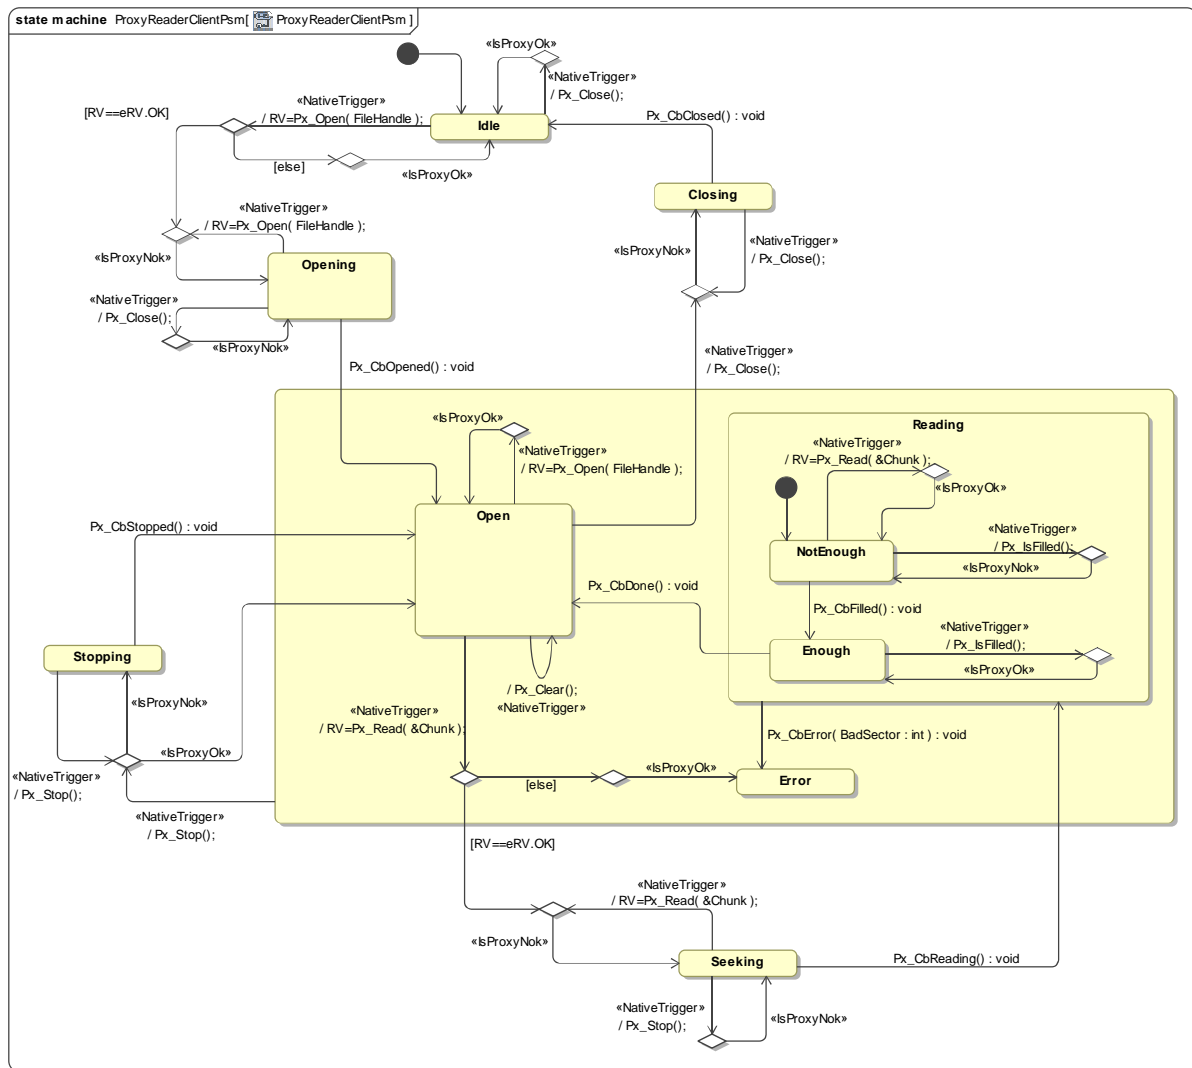 state machine ProxyReaderClientPsm[ ProxyReaderClientPsm ]
«IsProxyOk»
«NativeTrigger»
/ Px_Close();
[RV==eRV.OK]
«NativeTrigger»
/ RV=Px_Open( FileHandle );
Idle
Px_CbClosed() : void
[else]
«IsProxyOk»
Closing
«NativeTrigger»
/ RV=Px_Open( FileHandle );
«IsProxyNok»
Opening
«IsProxyNok»
«NativeTrigger»
/ Px_Close();
«NativeTrigger»
/ Px_Close();
«IsProxyNok»
Px_CbOpened() : void
«NativeTrigger»
/ Px_Close();
«IsProxyOk»
«NativeTrigger»
/ RV=Px_Open( FileHandle );
Reading
«NativeTrigger»
/ RV=Px_Read( &Chunk );
«IsProxyOk»
Open
Px_CbStopped() : void
NotEnough
«NativeTrigger»
/ Px_IsFilled();
«IsProxyNok»
Px_CbDone() : void
Px_CbFilled() : void
«NativeTrigger»
/ Px_IsFilled();
Enough
«IsProxyOk»
Stopping
«IsProxyNok»
/ Px_Clear();
«NativeTrigger»
«NativeTrigger»
/ RV=Px_Read( &Chunk );
Px_CbError( BadSector : int ) : void
«IsProxyOk»
«NativeTrigger»
/ Px_Stop();
[else]
«IsProxyOk»
Error
«NativeTrigger»
/ Px_Stop();
[RV==eRV.OK]
«NativeTrigger»
/ RV=Px_Read( &Chunk );
«IsProxyNok»
Seeking
Px_CbReading() : void
«NativeTrigger»
/ Px_Stop();
«IsProxyNok»